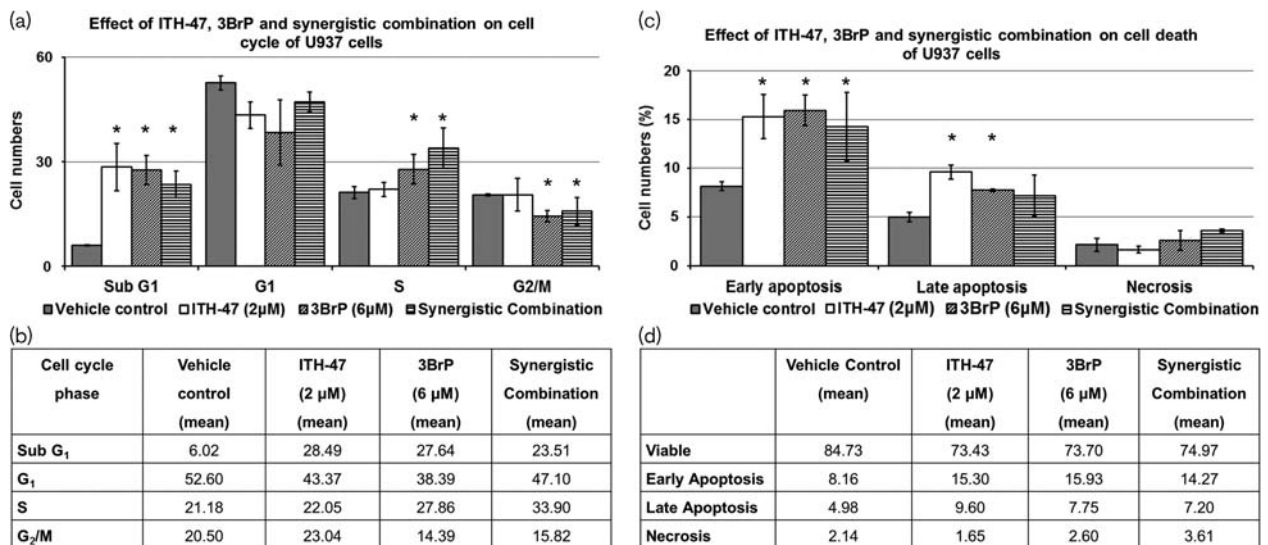 (a)
Effect of ITH-47, 3BrP and synergistic combination on cell
cycle of U937 cells
Cell numbers
60
30
0
* * *
* *
* *
Sub G1 G1 S G2/M
Vehicle control ITH-47 (2μM) 3BrP (6μM) Synergistic Combination
(b)
Cell cycle phase Vehicle control (mean) ITH-47 (2 μM) (mean) 3BrP (6 μM) (mean) Synergistic Combination (mean)
Sub G₁ 6.02 28.49 27.64 23.51
G₁ 52.60 43.37 38.39 47.10
S 21.18 22.05 27.86 33.90
G₂/M 20.50 23.04 14.39 15.82
(c)
Effect of ITH-47, 3BrP and synergistic combination on cell death
of U937 cells
Cell numbers (%)
20
15
10
5
0
* * *
* *
Early apoptosis Late apoptosis Necrosis
Vehicle control ITH-47 (2μM) 3BrP (6μM) Synergistic Combination
(d)
Vehicle Control (mean) ITH-47 (2 μM) (mean) 3BrP (6 μM) (mean) Synergistic Combination (mean)
Viable 84.73 73.43 73.70 74.97
Early Apoptosis 8.16 15.30 15.93 14.27
Late Apoptosis 4.98 9.60 7.75 7.20
Necrosis 2.14 1.65 2.60 3.61